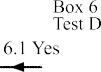 Box 6
Test D
6.1 Yes